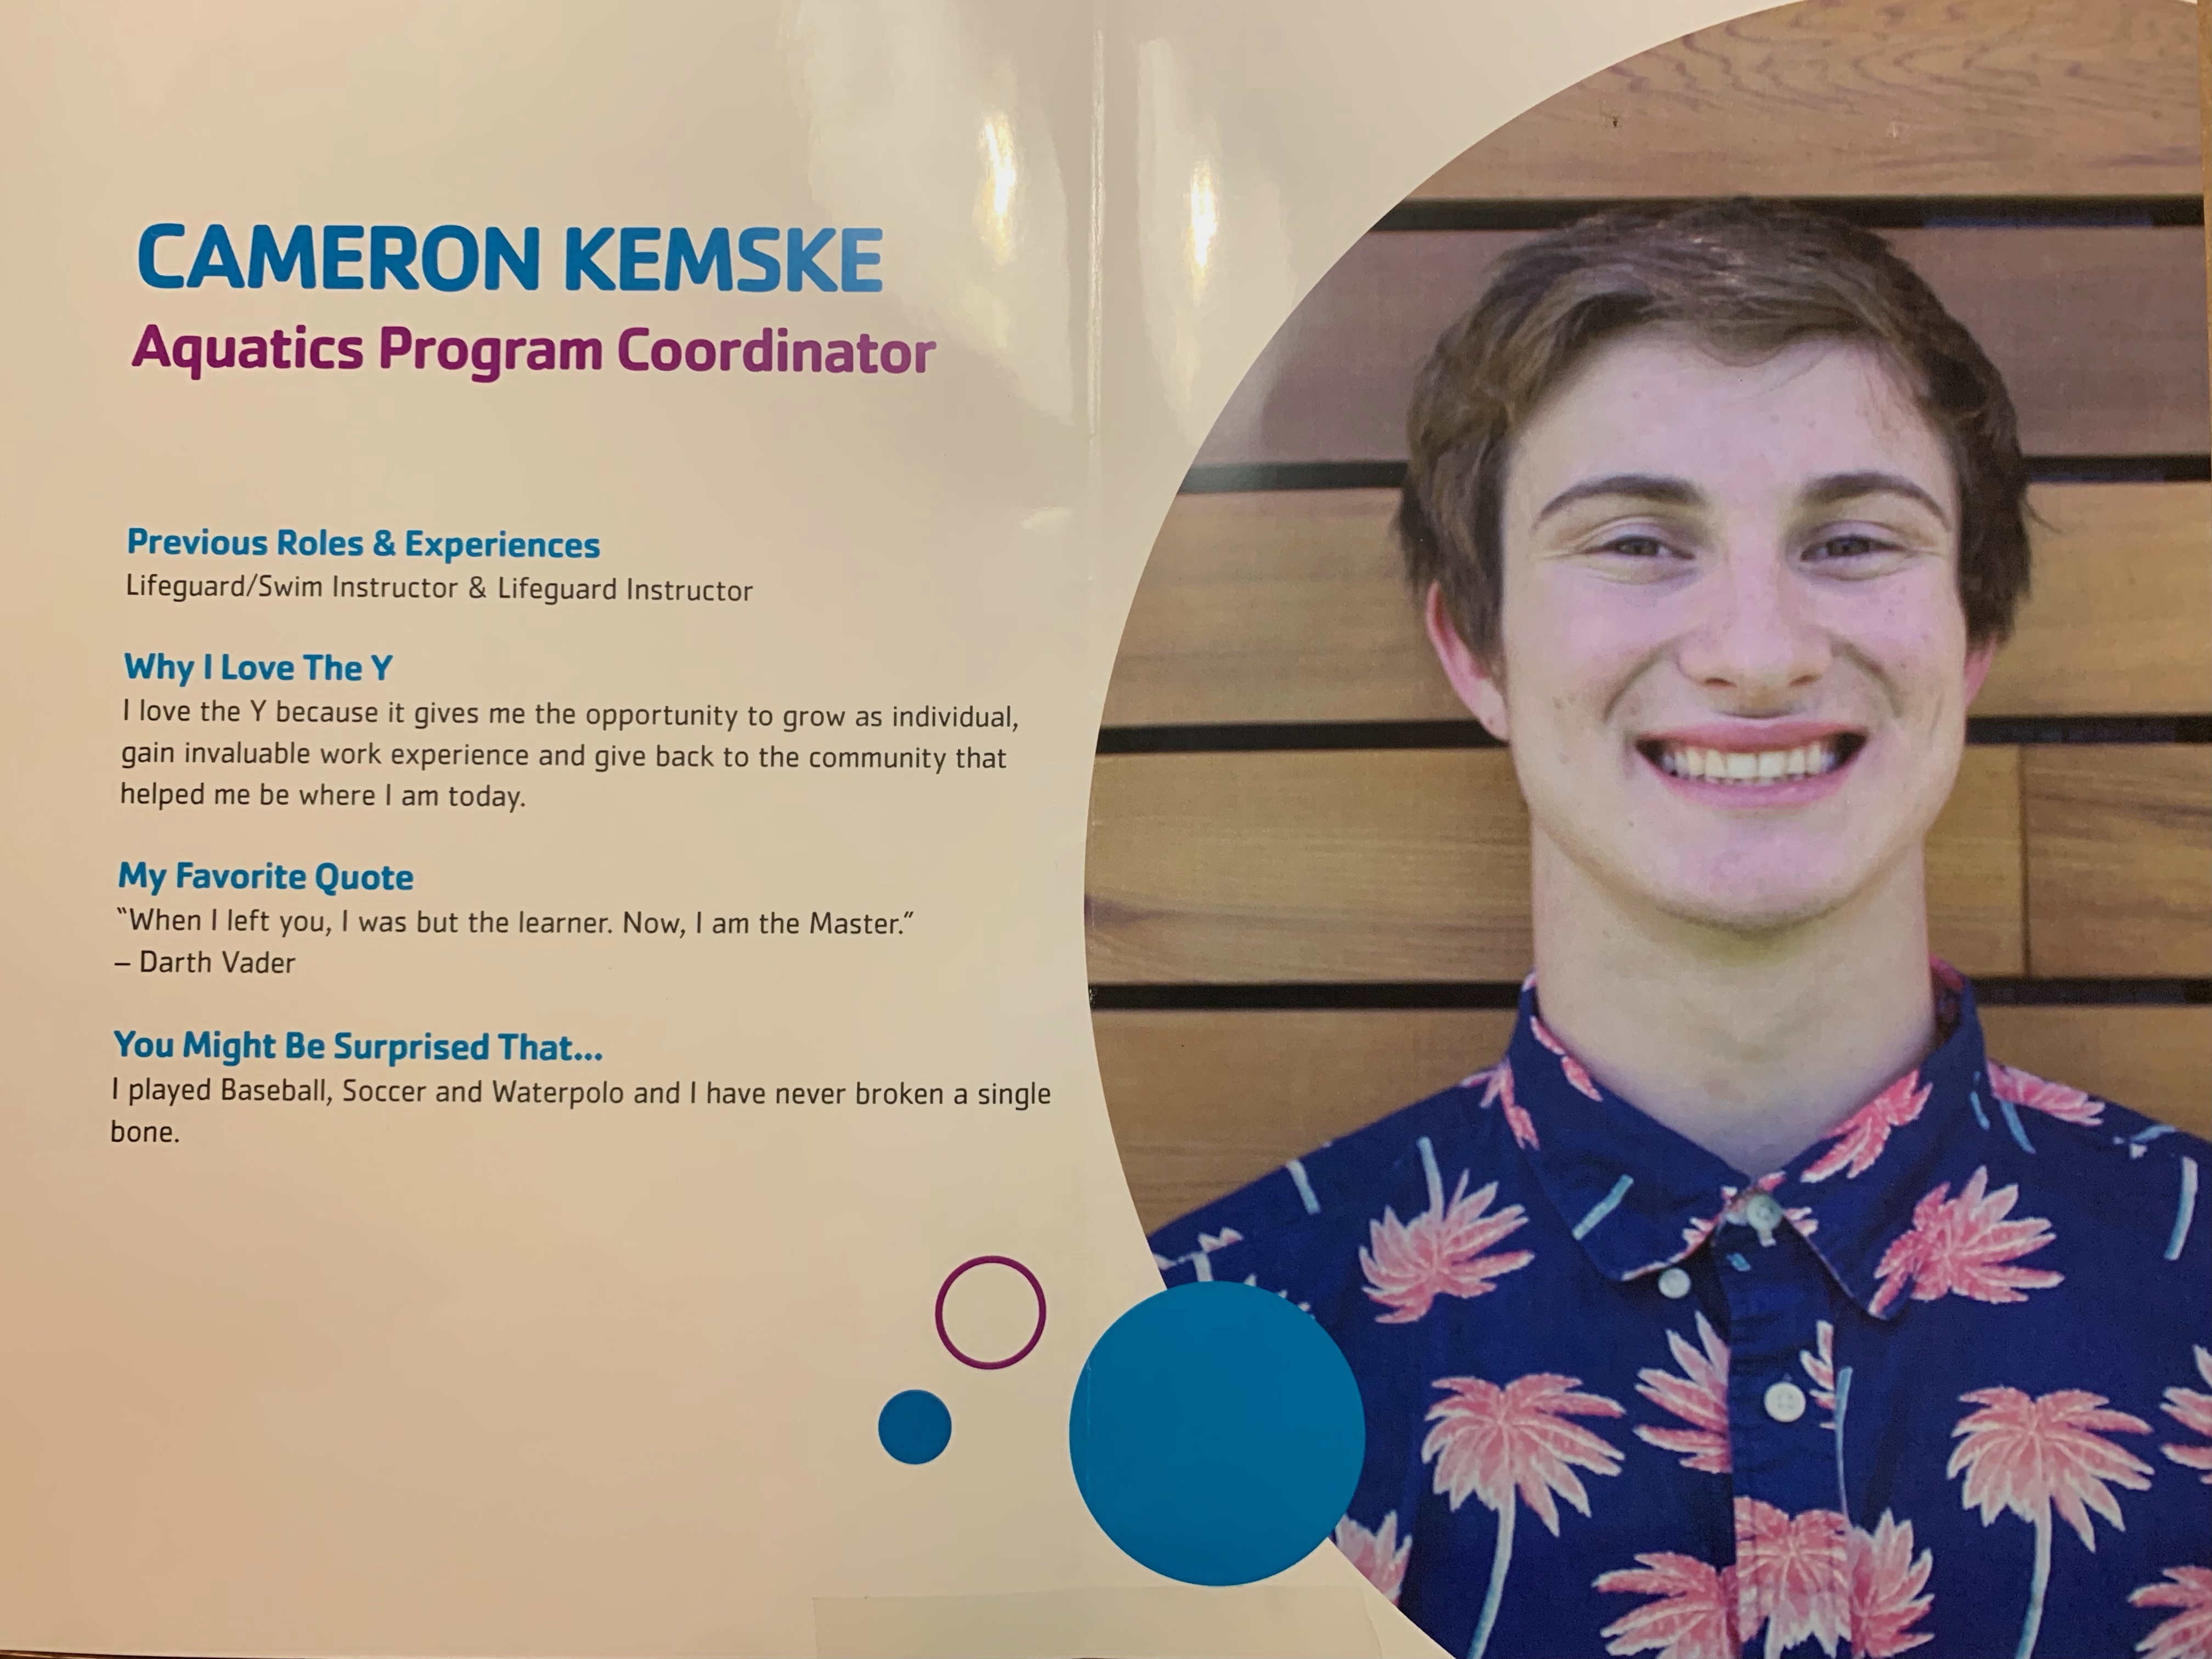 CAMERON KEMSKE
Aquatics Program Coordinator
Previous Roles & Experiences
Lifeguard/Swim Instructor & Lifeguard Instructor
Why I Love The Y
I love the Y because it gives me the opportunity to grow as individual,
gain invaluable work experience and give back to the community that
helped me be where I am today.
My Favorite Quote
“When I left you, I was but the learner. Now, I am the Master.”
– Darth Vader
You Might Be Surprised That...
I played Baseball, Soccer and Waterpolo and I have never broken a single
bone.